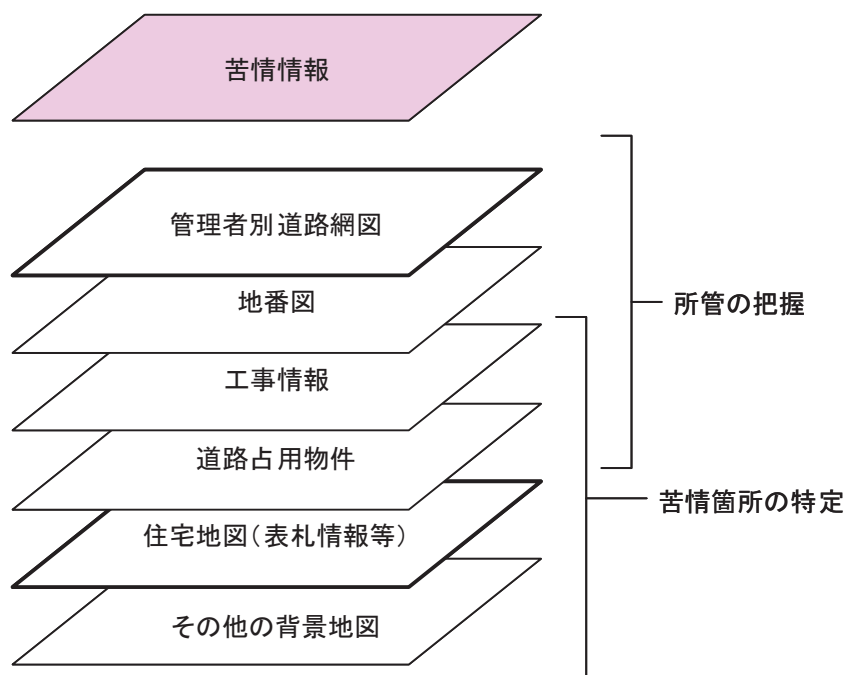 苦情情報
管理者別道路網図
地番図
工事情報
道路占用物件
住宅地図（表札情報等）
その他の背景地図
所管の把握
苦情箇所の特定